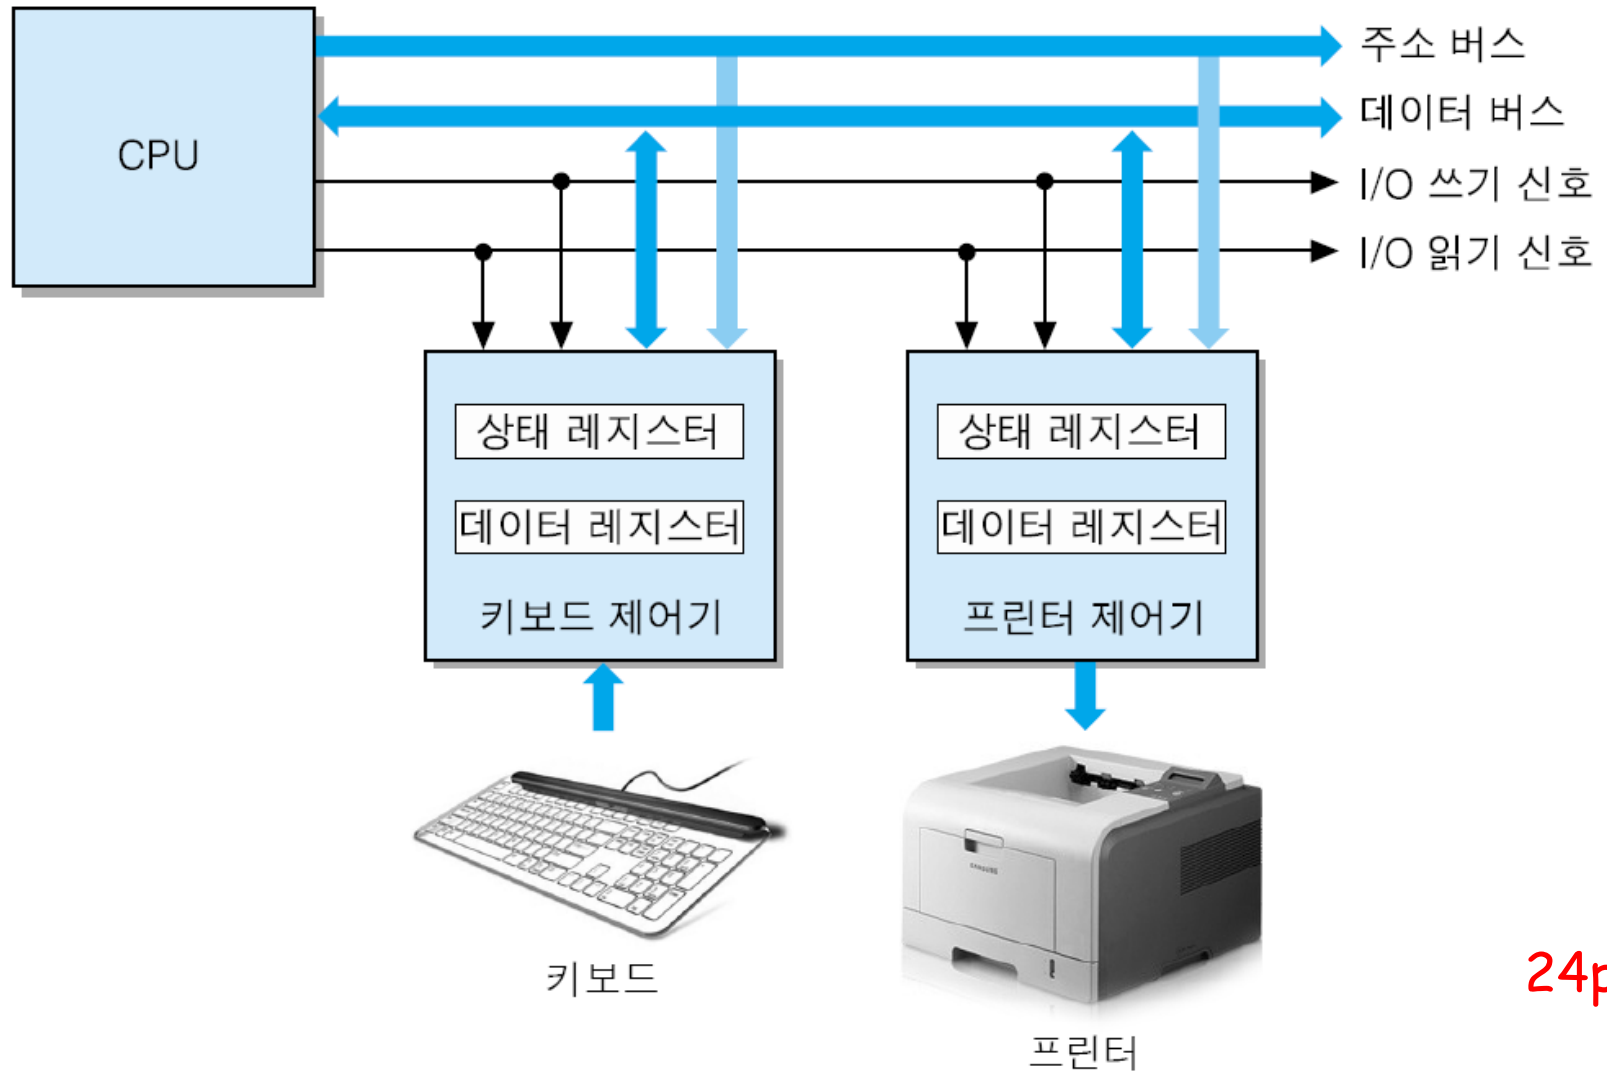 주소 버스
데이터 버스
CPU
I/O 쓰기 신호
I/O 읽기 신호
상태 레지스터
상태 레지스터
데이터 레지스터
데이터 레지스터
키보드 제어기
프린터 제어기
SAMSUNG
키보드
24p
프린터